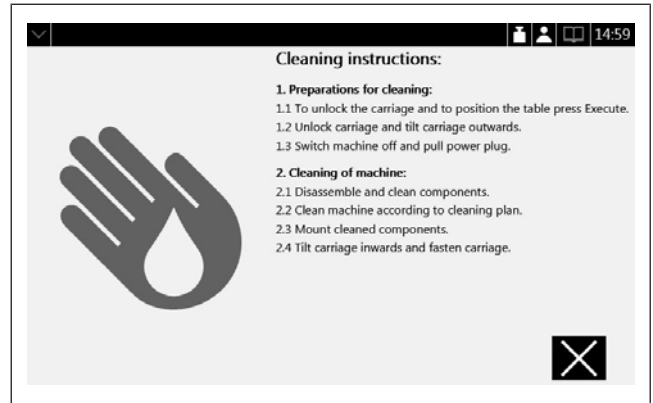 14:59
Cleaning instructions:
1. Preparations for cleaning:
1.1 To unlock the carriage and to position the table press Execute.
1.2 Unlock carriage and tilt carriage outwards.
1.3 Switch machine off and pull power plug.
2. Cleaning of machine:
2.1 Disassemble and clean components.
2.2 Clean machine according to cleaning plan.
2.3 Mount cleaned components.
2.4 Tilt carriage inwards and fasten carriage.